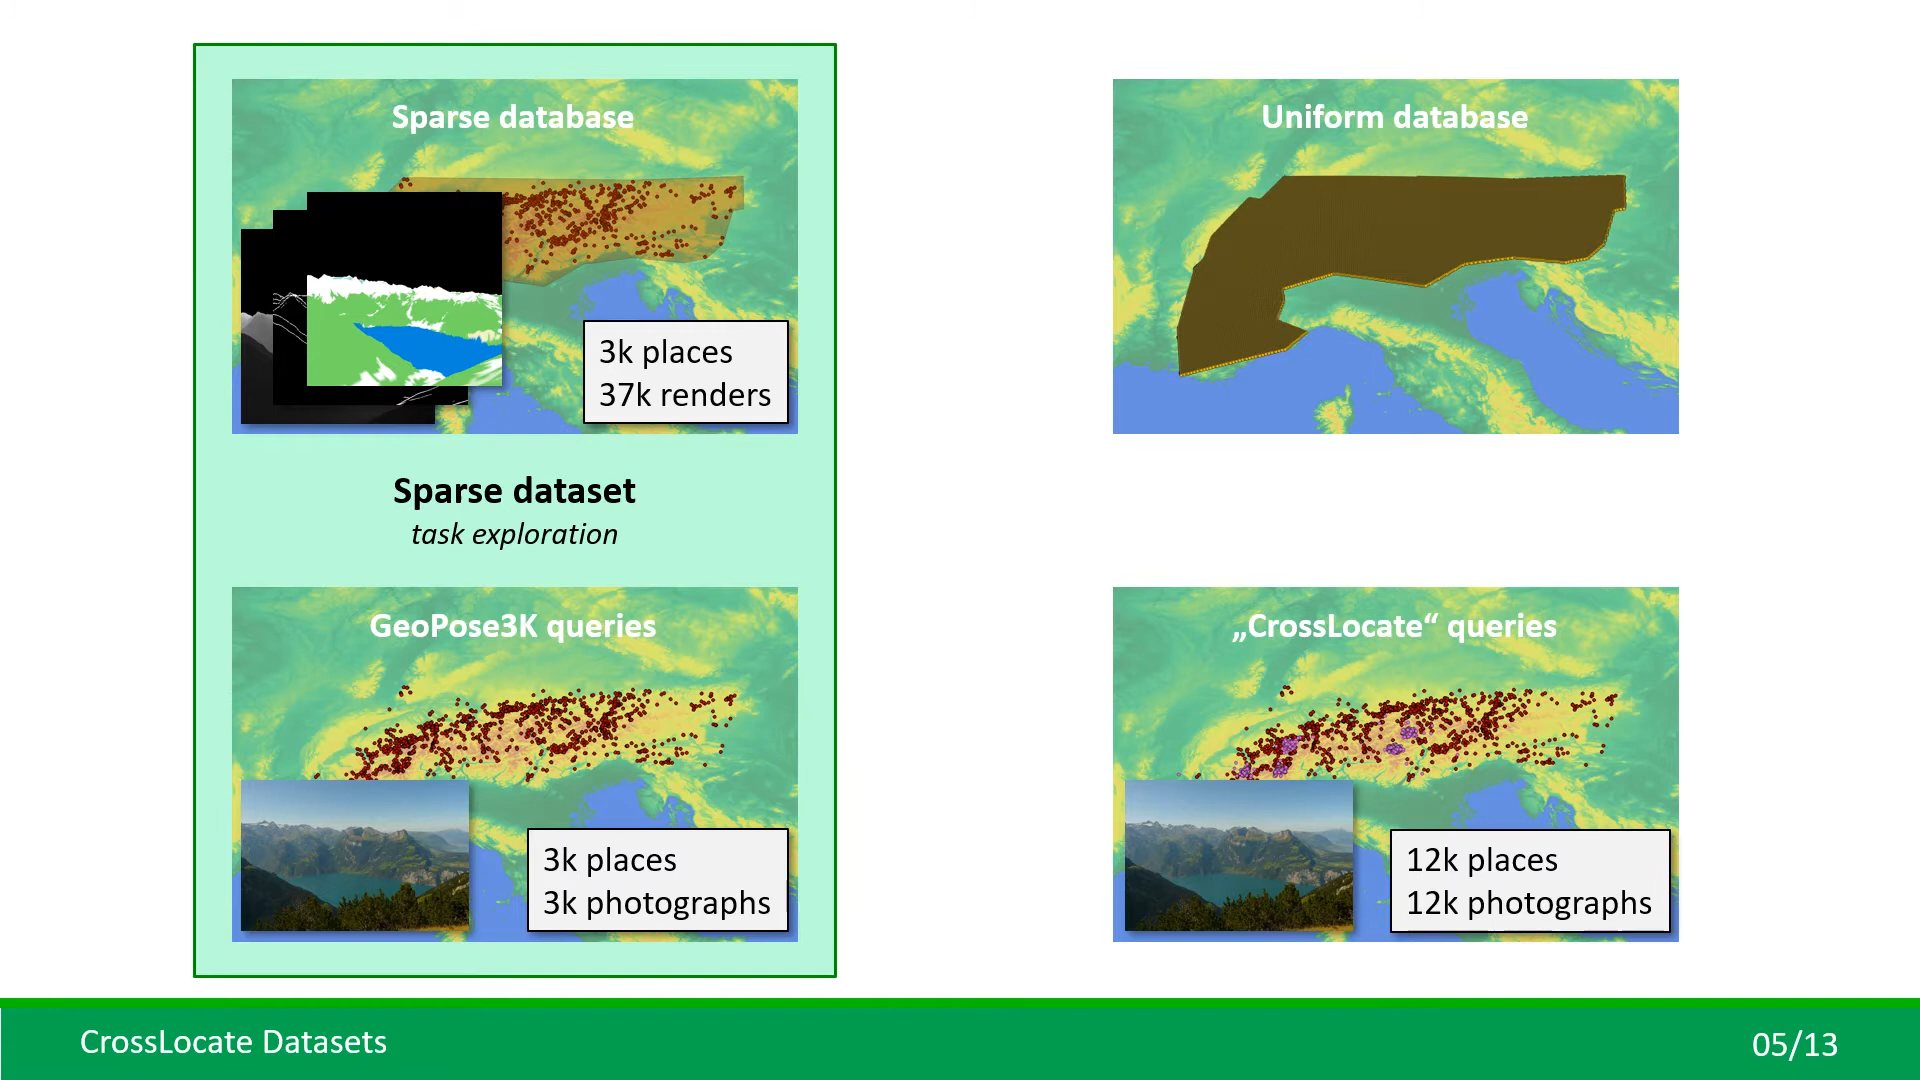 Sparse database
3k places
37k renders
Sparse dataset
task exploration
GeoPose3K queries
3k places
3k photographs
Uniform database
„CrossLocate“ queries
12k places
12k photographs
CrossLocate Datasets
05/13